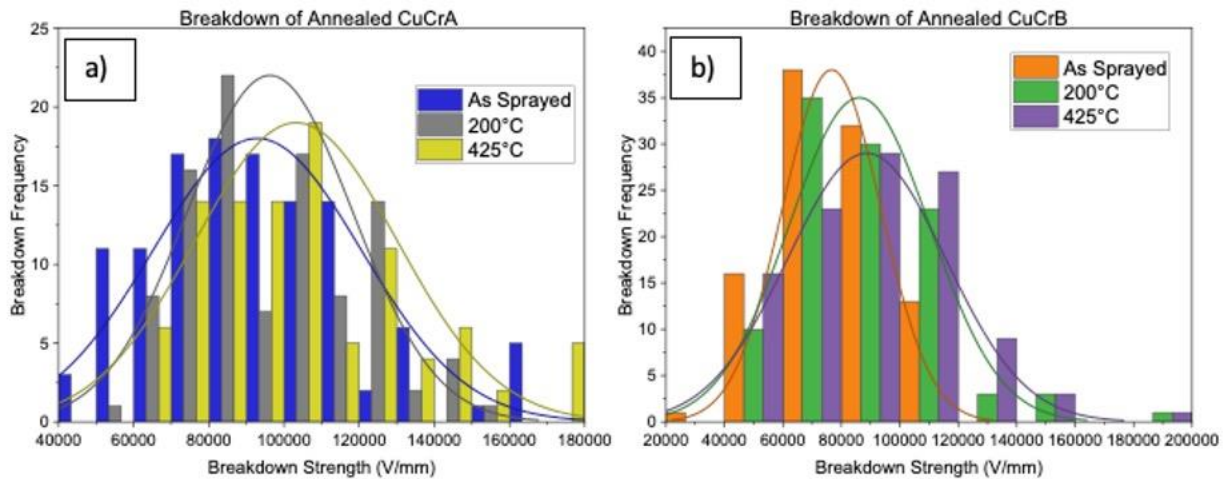 Breakdown of Annealed CuCrA
a)
As Sprayed
200°C
425°C
Breakdown Frequency
25
20
15
10
5
0
40000 60000 80000 100000 120000 140000 160000 180000
Breakdown Strength (V/mm)
Breakdown of Annealed CuCrB
b)
As Sprayed
200°C
425°C
Breakdown Frequency
40
35
30
25
20
15
10
5
0
20000 40000 60000 80000 100000 120000 140000 160000 180000 200000
Breakdown Strength (V/mm)